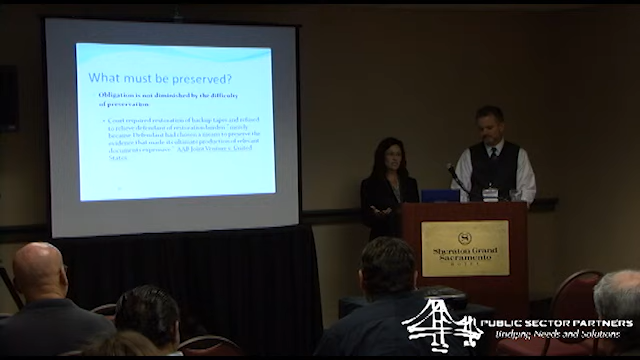 What must be preserved?
Obligation is not diminished by the difficulty
of preservation
Court required restoration of backup tapes and refused
to relieve defendant of restoration burden "merely
because Defendant had chosen a means to preserve the
evidence that made its ultimate production of relevant
documents expensive." AAB Joint Venture v. United
States.
Sheraton Grand
Sacramento
HOTEL
PUBLIC SECTOR PARTNERS
Bridging Needs and Solutions